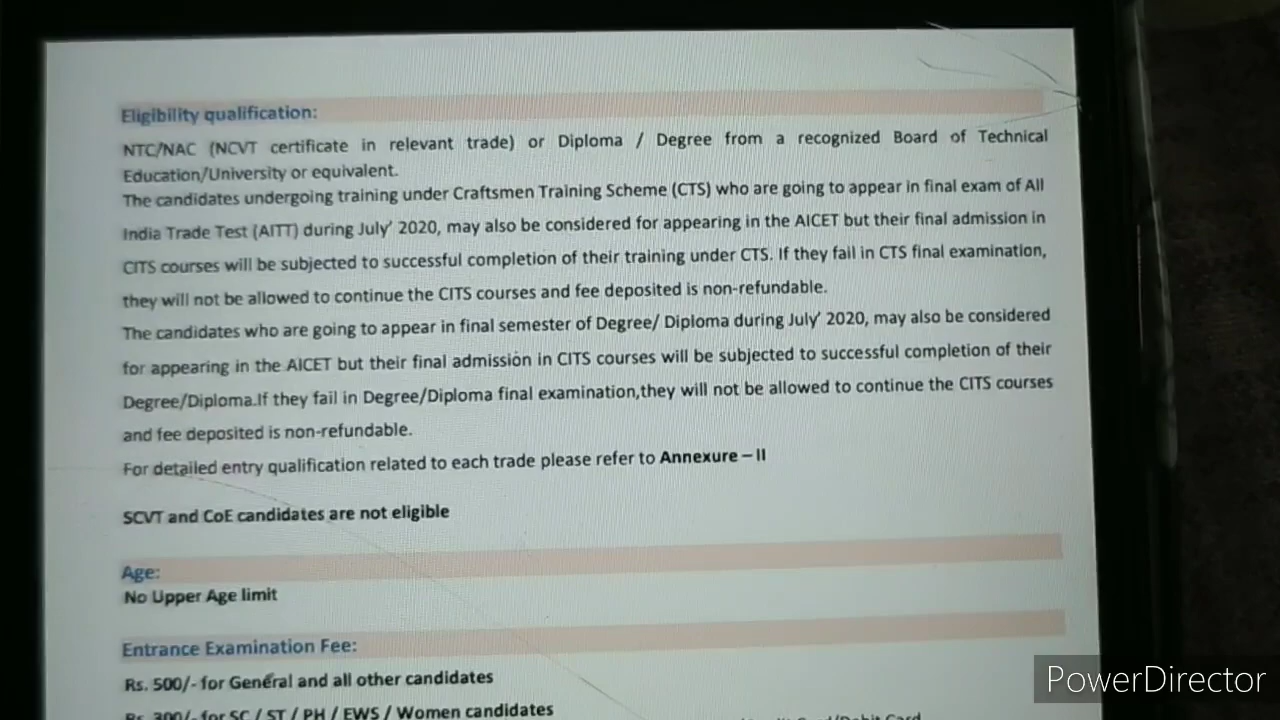 Eligibility qualification:
NTC/NAC (NCVT certificate in relevant trade) or Diploma / Degree from a recognized Board of Technical
Education/University or equivalent.
The candidates undergoing training under Craftsmen Training Scheme (CTS) who are going to appear in final exam of All
India Trade Test (AITT) during July' 2020, may also be considered for appearing in the AICET but their final admission in
CITS courses will be subjected to successful completion of their training under CTS. If they fail in CTS final examination,
they will not be allowed to continue the CITS courses and fee deposited is non-refundable.
The candidates who are going to appear in final semester of Degree/ Diploma during July' 2020, may also be considered
for appearing in the AICET but their final admission in CITS courses will be subjected to successful completion of their
Degree/Diploma.If they fail in Degree/Diploma final examination,they will not be allowed to continue the CITS courses
and fee deposited is non-refundable.
For detailed entry qualification related to each trade please refer to Annexure – II
SCVT and CoE candidates are not eligible
Age:
No Upper Age limit
Entrance Examination Fee:
Rs. 500/- for General and all other candidates
Rs. 300/- for SC / ST / PH / EWS / Women candidates
PowerDirector